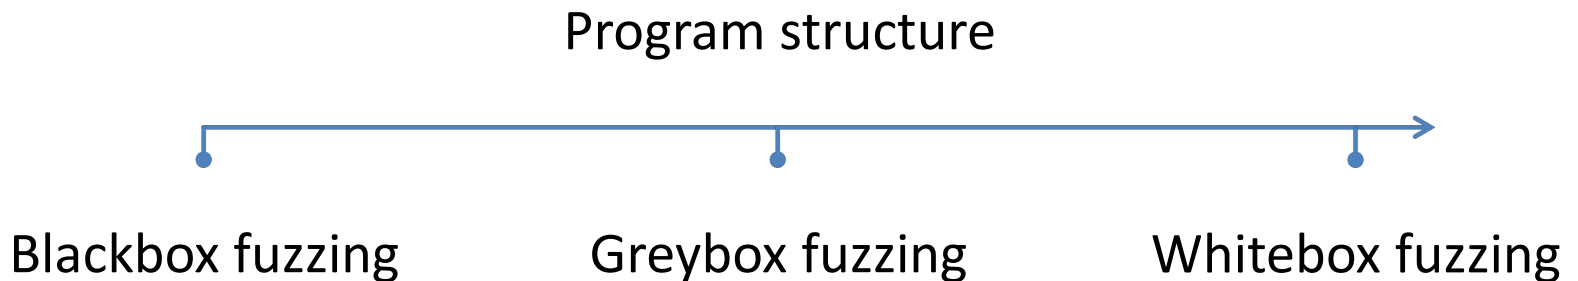 Program structure
Blackbox fuzzing
Greybox fuzzing
Whitebox fuzzing